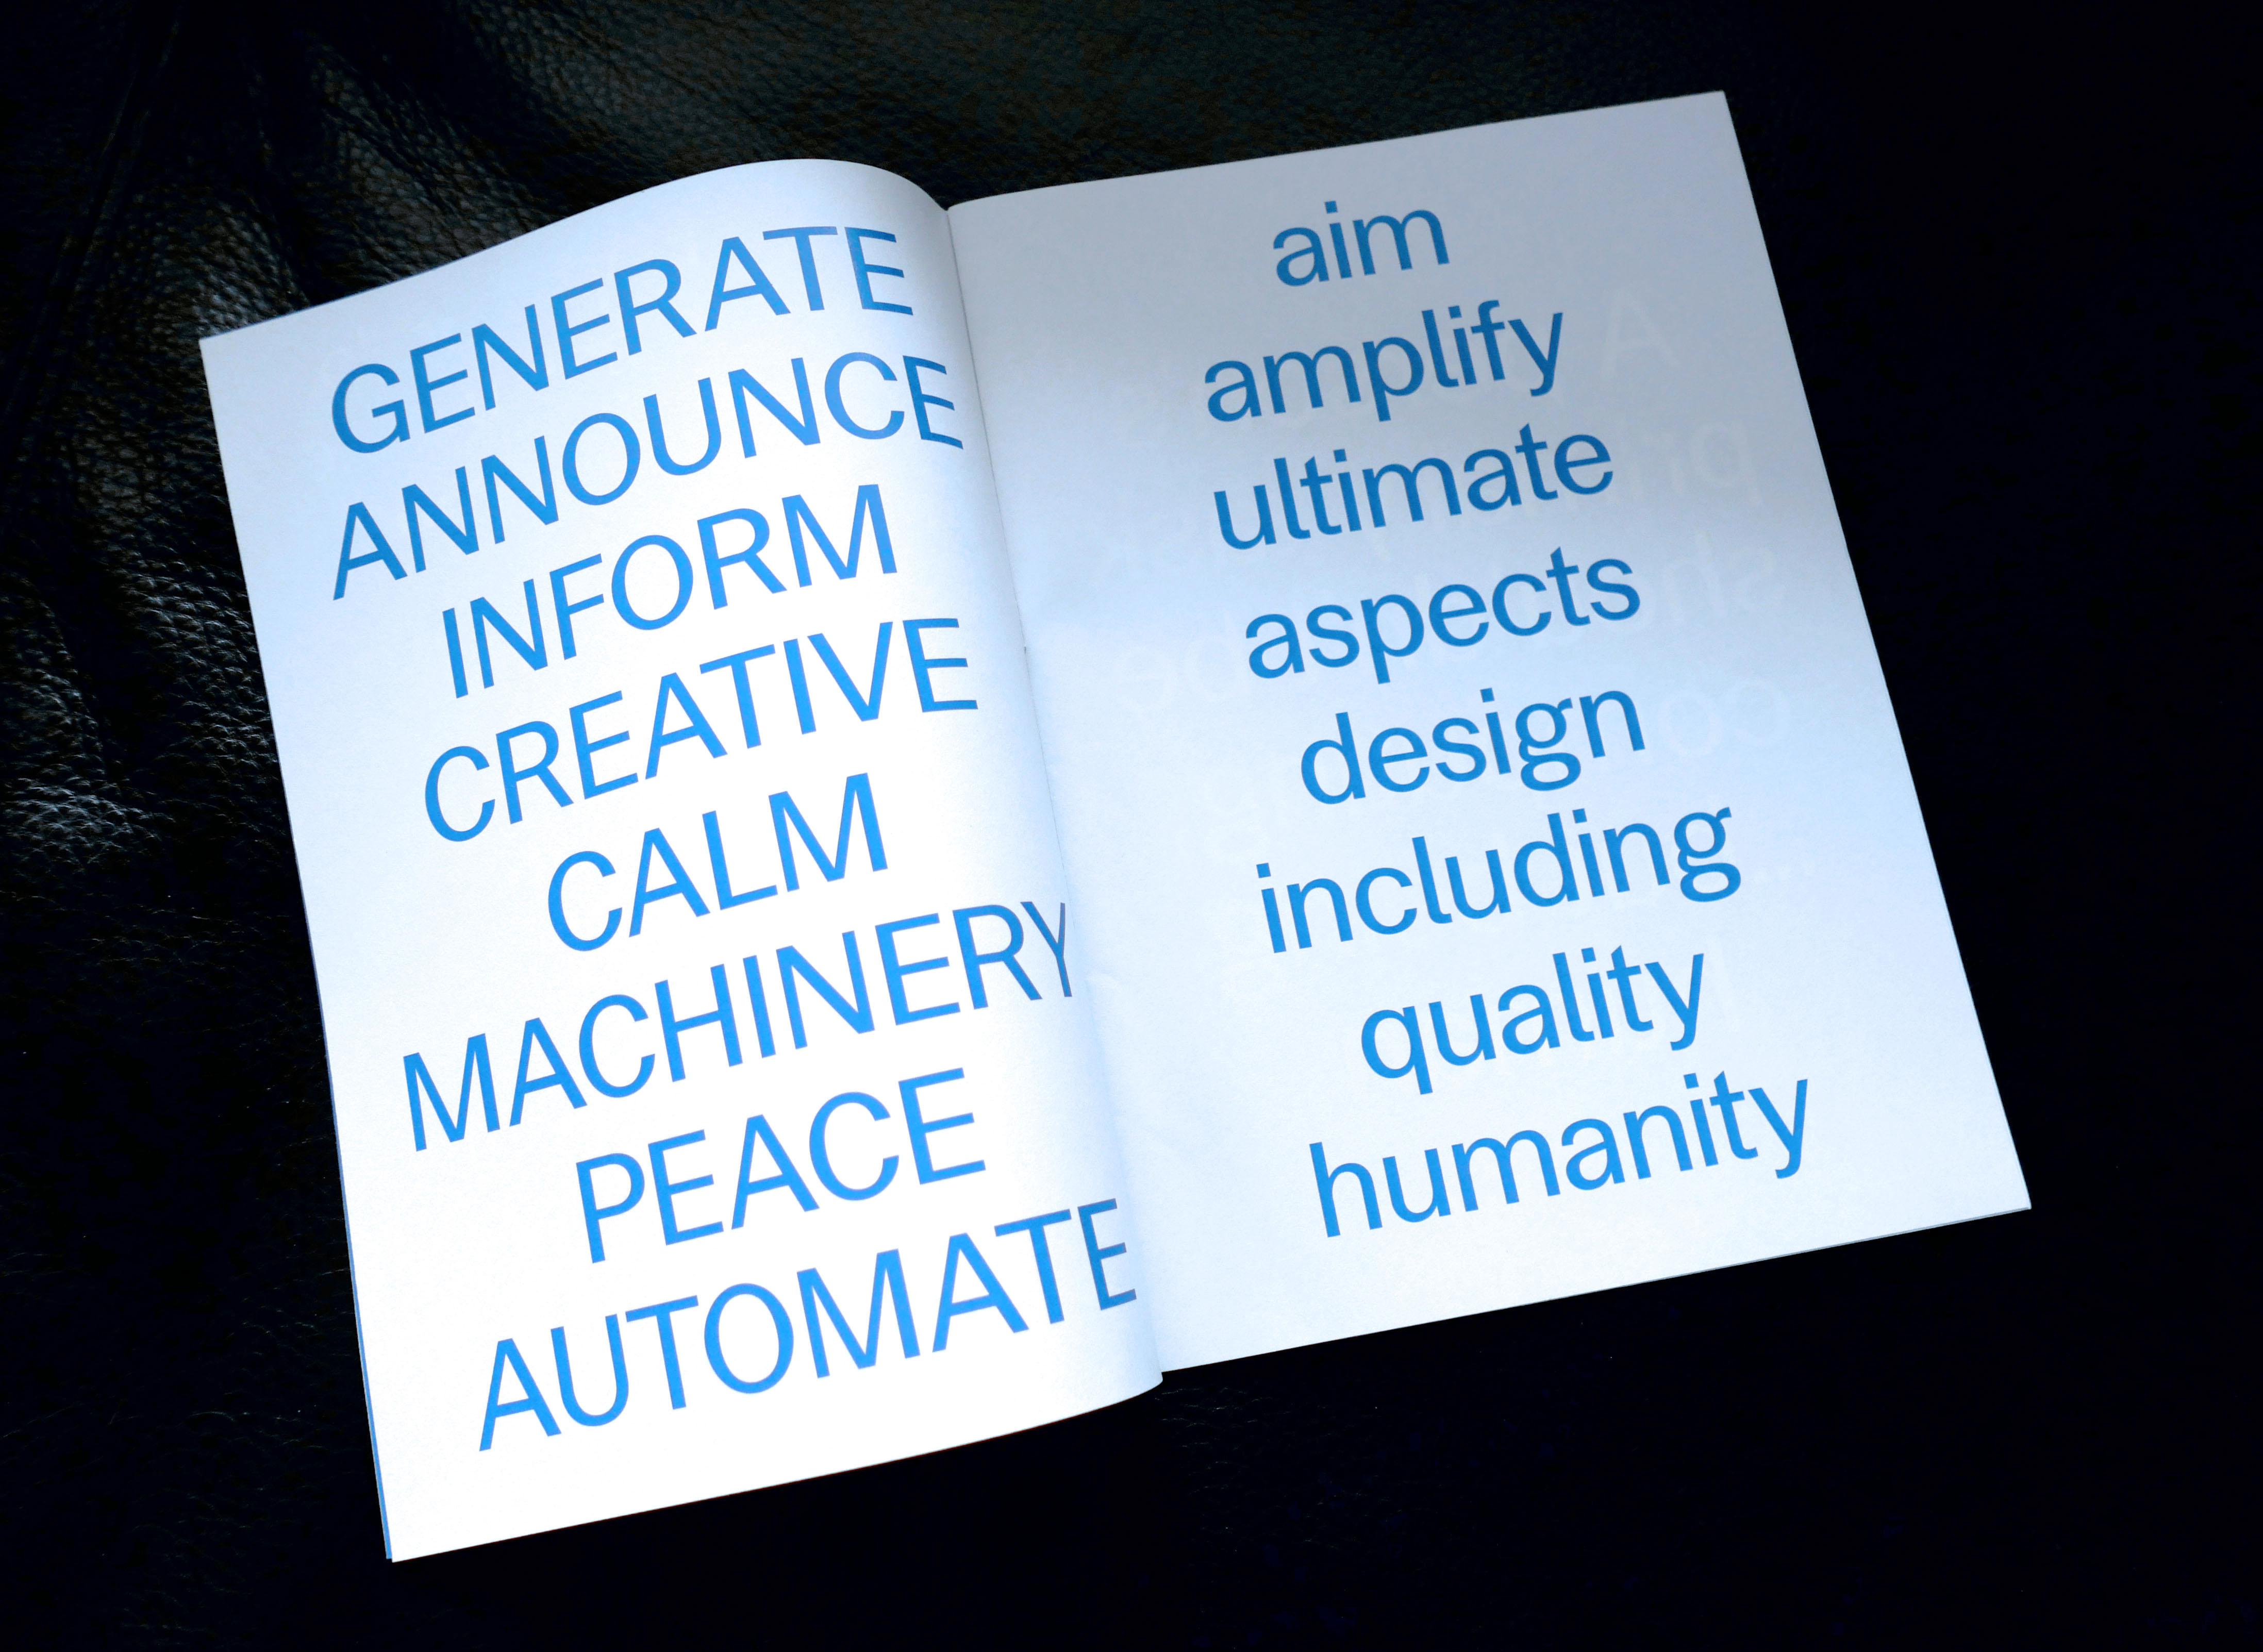 GENERATE
ANNOUNCE
INFORM
CREATIVE
CALM
MACHINERY
PEACE
AUTOMATE
aim
amplify
ultimate
aspects
design
including
quality
humanity